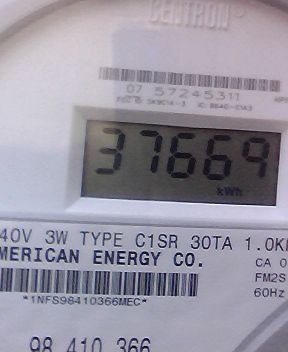 CENTRON
07 57245311
37669
kWh
40V 3W TYPE C1SR 30TA 1.0K
MERICAN ENERGY CO.
CA 0
FM2S
60Hz
*1NFS98410366MEC*
98 410 366